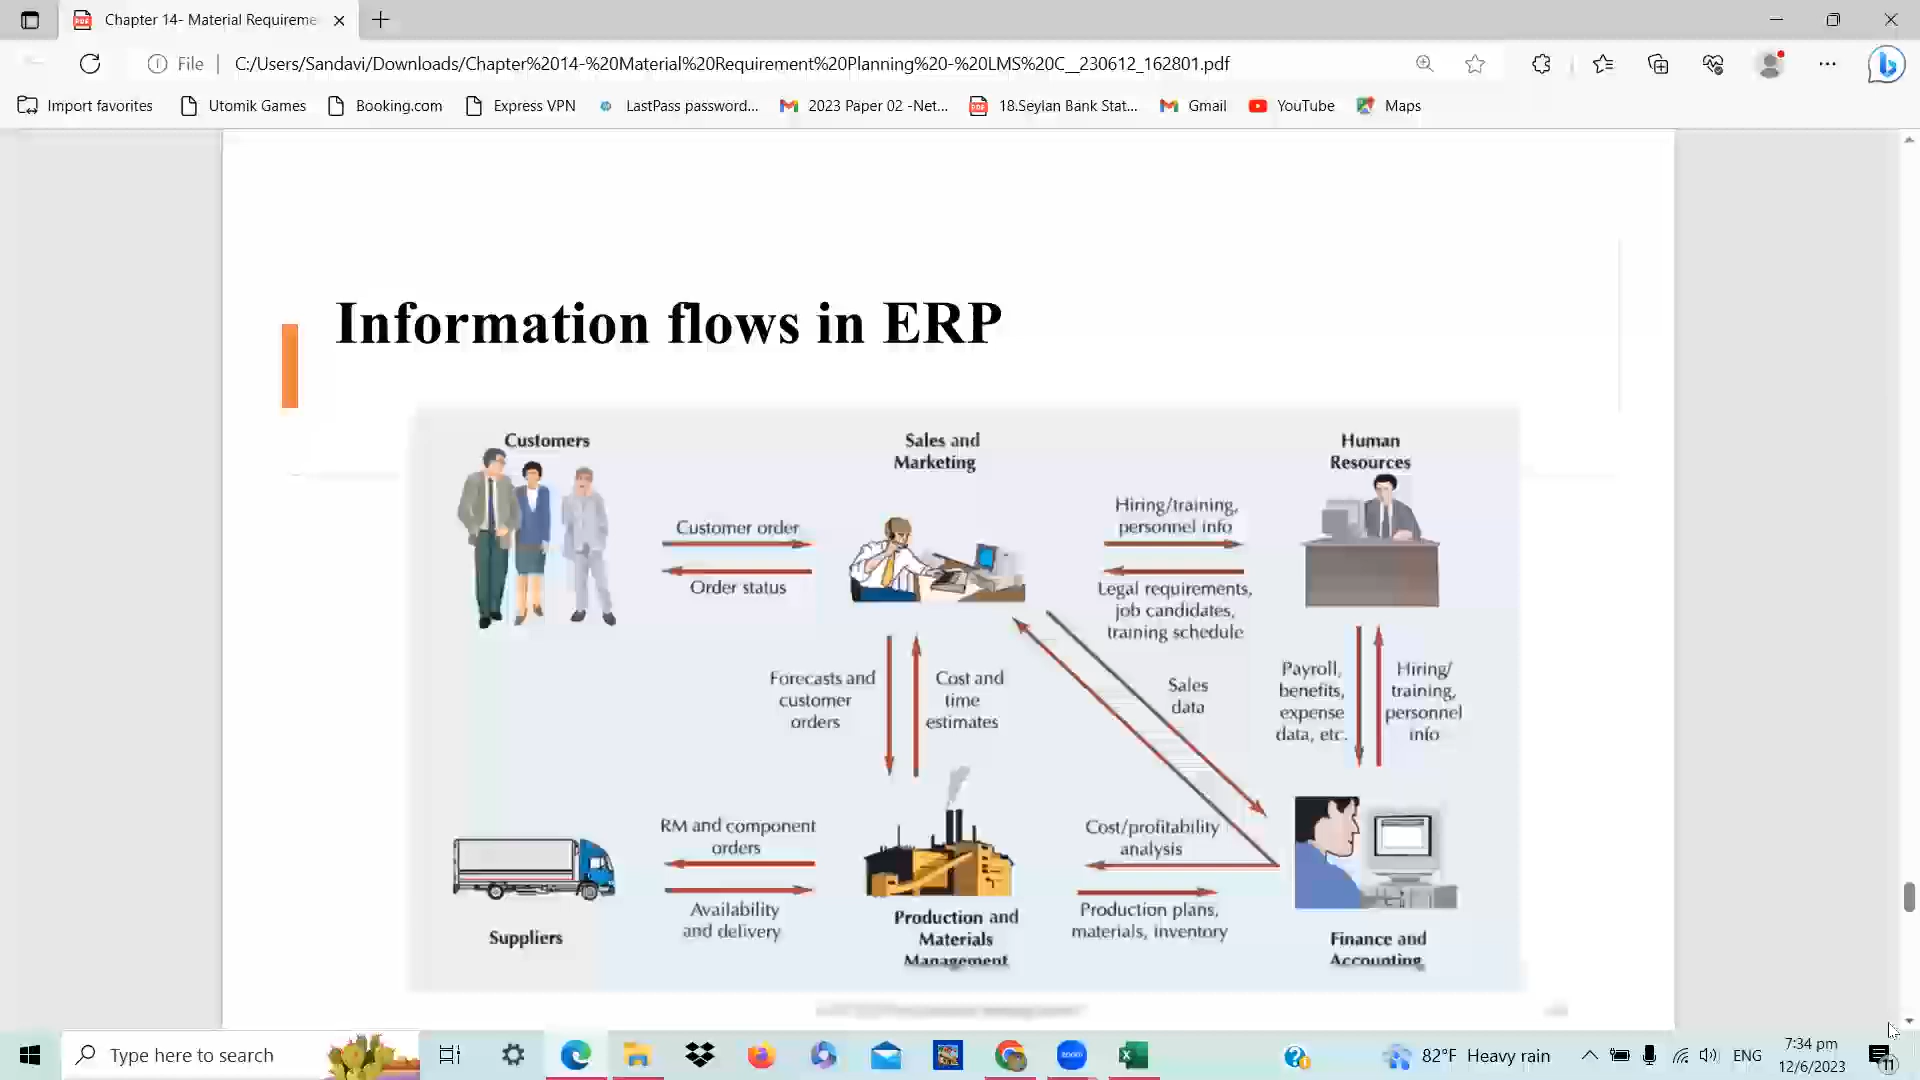 Chapter 14- Material Requireme
File
C:/Users/Sandavi/Downloads/Chapter%2014-%20Material%20Requirement%20Planning%20-%20LMS%20C__230612_162801.pdf
Import favorites
Utomik Games
Booking.com
Express VPN
LastPass password...
2023 Paper 02 -Net...
18.Seylan Bank Stat...
Gmail
YouTube
Maps
Information flows in ERP
Customers
Sales and
Marketing
Human
Resources
Customer order
Order status
Hiring/training,
personnel info
Legal requirements,
job candidates,
training schedule
Forecasts and
customer
orders
Cost and
time
estimates
Sales
data
Payroll,
benefits,
expense
data, etc.
Hiring/
training,
personnel
info
RM and component
orders
Availability
and delivery
Cost/profitability
analysis
Production plans,
materials, inventory
Suppliers
Production and
Materials
Management
Finance and
Accounting
Type here to search
zoom
82°F Heavy rain
ENG
7:34 pm
12/6/2023
11